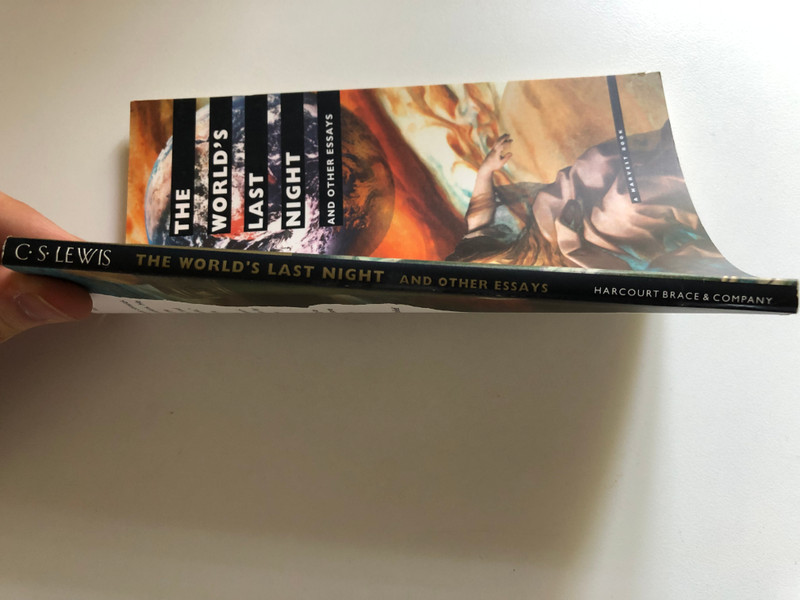 THE
WORLD'S
LAST
NIGHT
AND OTHER ESSAYS
A HARVEST BOOK
C·S·LEWIS THE WORLD'S LAST NIGHT AND OTHER ESSAYS HARCOURT BRACE & COMPANY